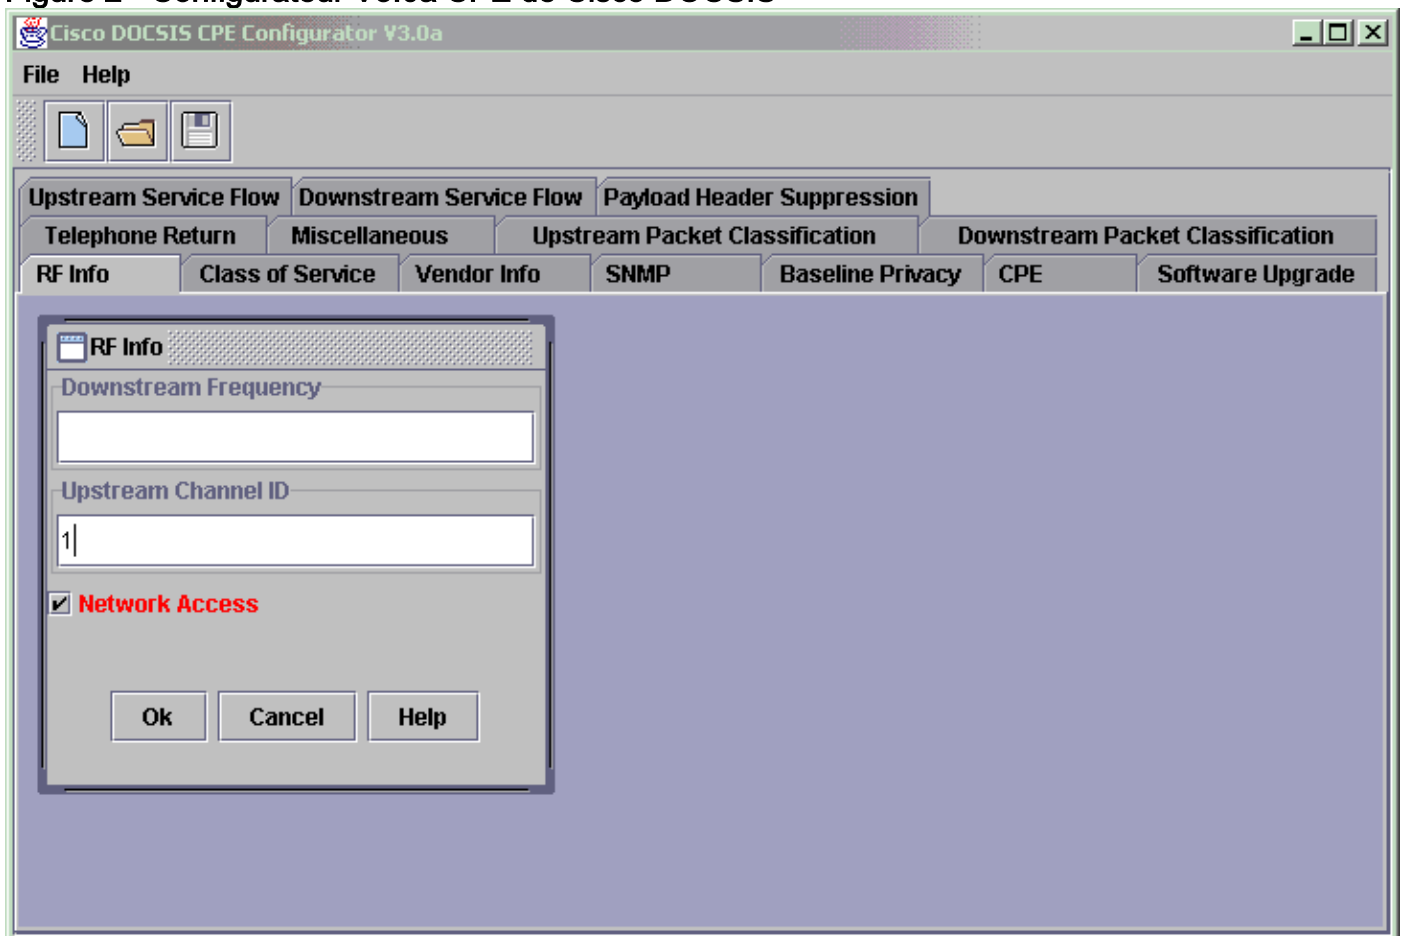 Cisco DOCSIS CPE Configurator V3.0a
File Help
Upstream Service Flow Downstream Service Flow Payload Header Suppression
Telephone Return Miscellaneous Upstream Packet Classification Downstream Packet Classification
RF Info Class of Service Vendor Info SNMP Baseline Privacy CPE Software Upgrade
RF Info
Downstream Frequency
Upstream Channel ID
1
Network Access
Ok Cancel Help